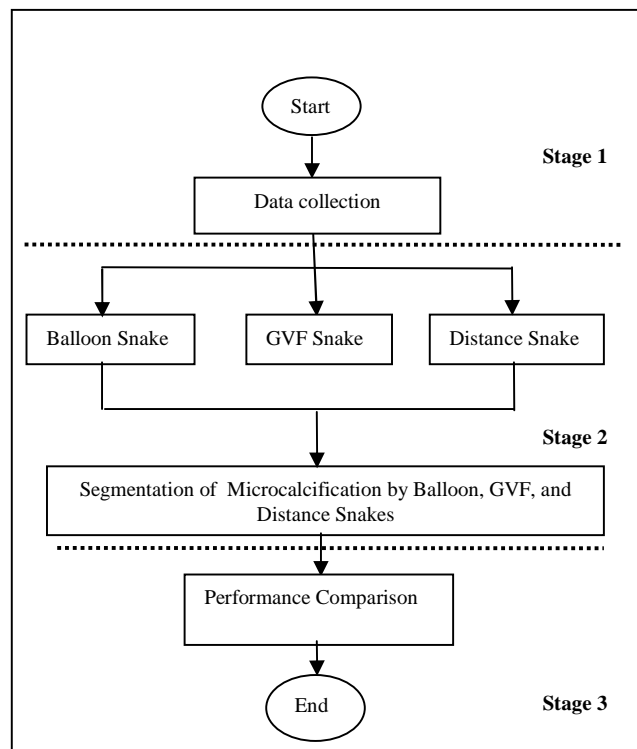 Start
Stage 1
Data collection
Balloon Snake
GVF Snake
Distance Snake
Stage 2
Segmentation of Microcalcification by Balloon, GVF, and
Distance Snakes
Performance Comparison
End
Stage 3